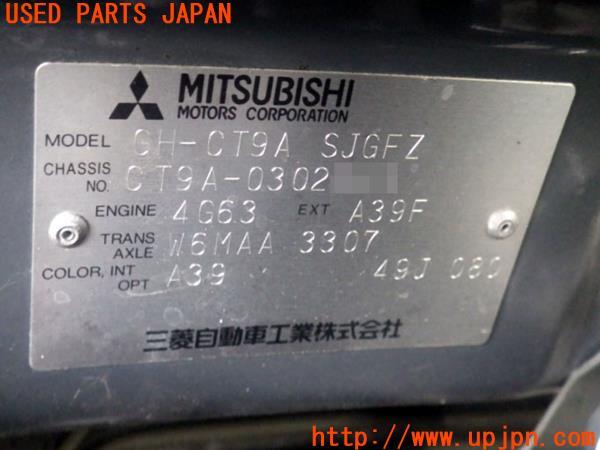 USED PARTS JAPAN
MITSUBISHI
MOTORS CORPORATION
MODEL GH-CT9A SJGFZ
CHASSIS NO. CT9A-0302
ENGINE 4G63 EXT A39F
TRANS AXLE W6MAA 3307
COLOR, INT OPT A39 49J 080
三菱自動車工業株式会社
http://www.upjpn.com/